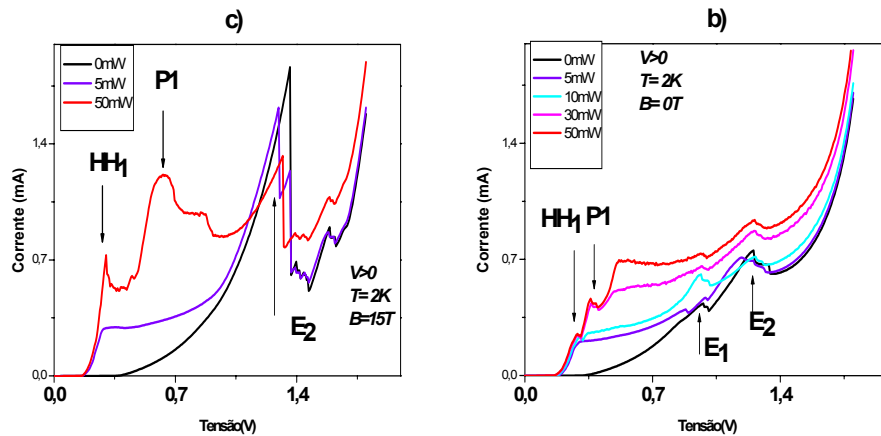 c)
0mW
5mW
50mW
P1
HH1
E2
V>0
T= 2K
B=15T
1,4
0,7
0,0
Corrente (mA)
0,0
0,7
1,4
Tensão(V)
b)
0mW
5mW
10mW
30mW
50mW
V>0
T= 2K
B= 0T
HH1
P1
E1
E2
1,4
0,7
0,0
Corrente (mA)
0,0
0,7
1,4
Tensão(V)